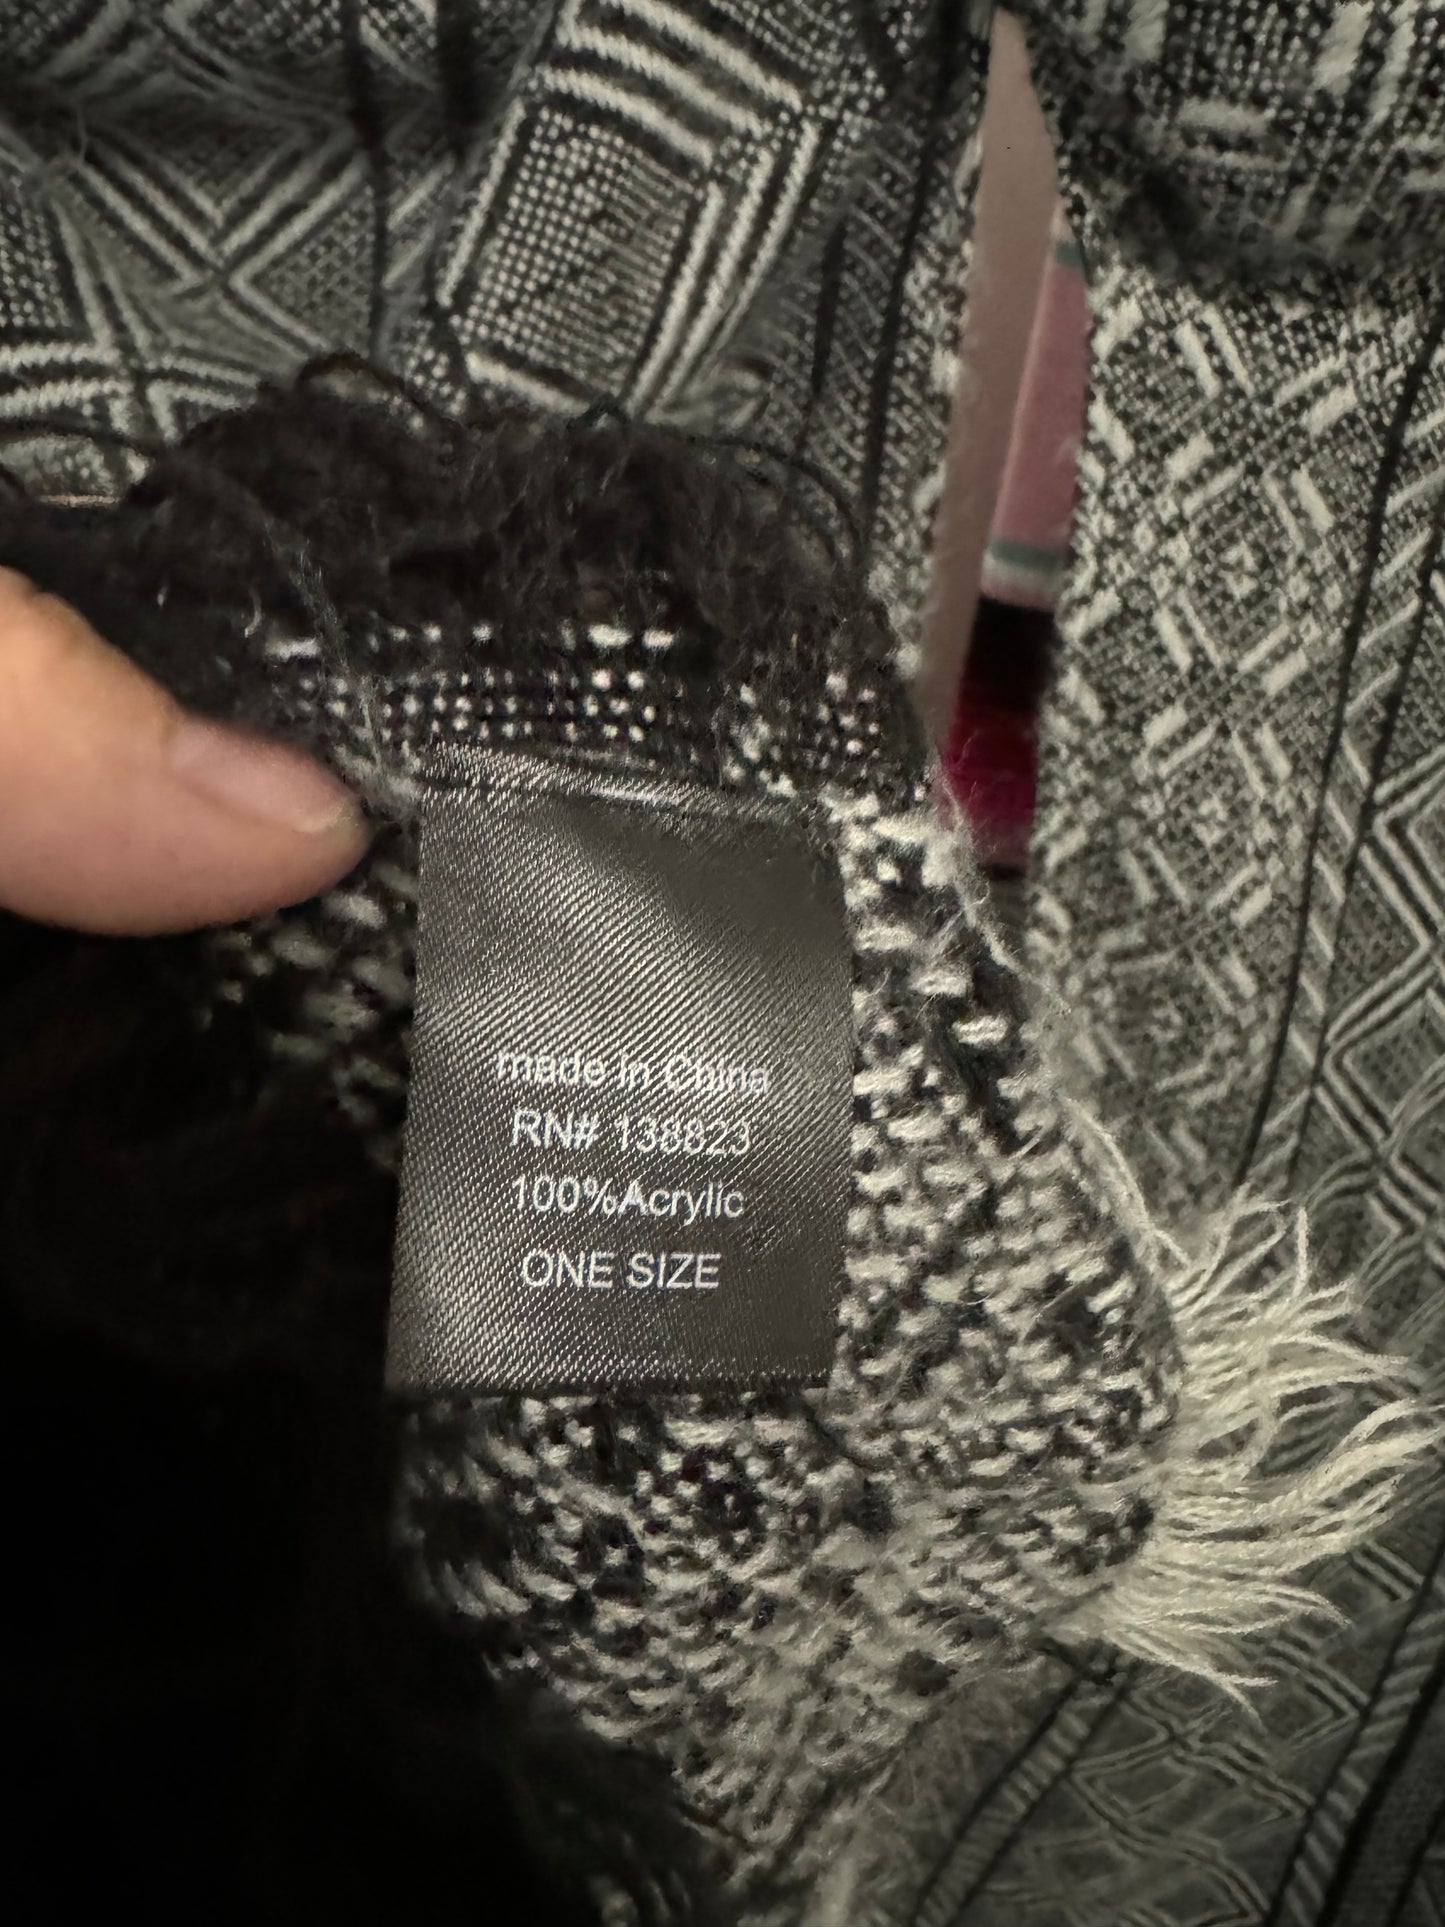 made in China
RN# 138823
100%Acrylic
ONE SIZE